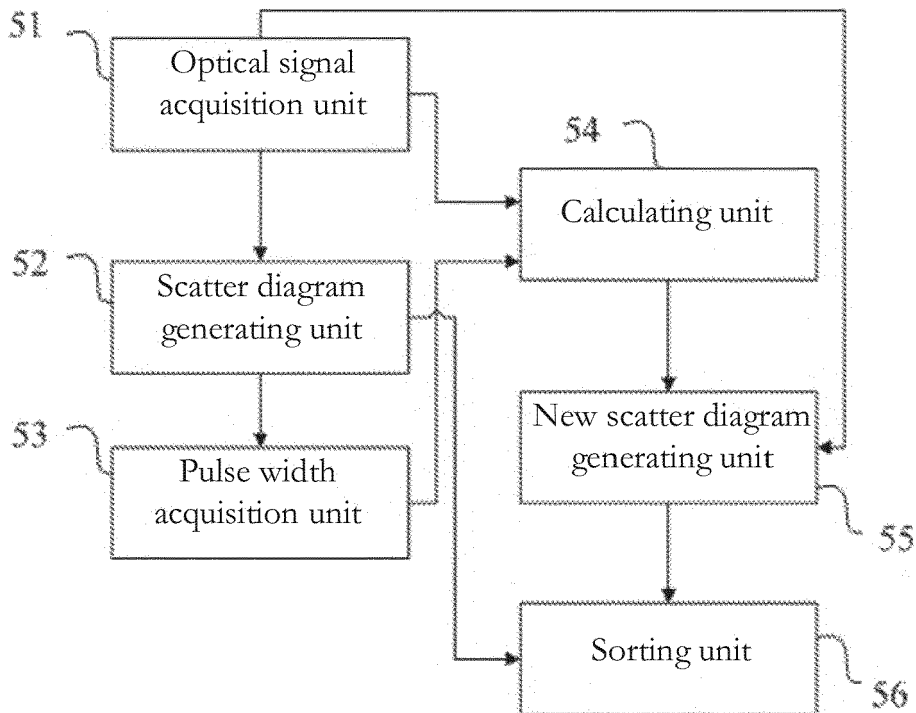 51
Optical signal
acquisition unit
54
Calculating unit
52
Scatter diagram
generating unit
53
Pulse width
acquisition unit
New scatter diagram
generating unit
55
Sorting unit
56